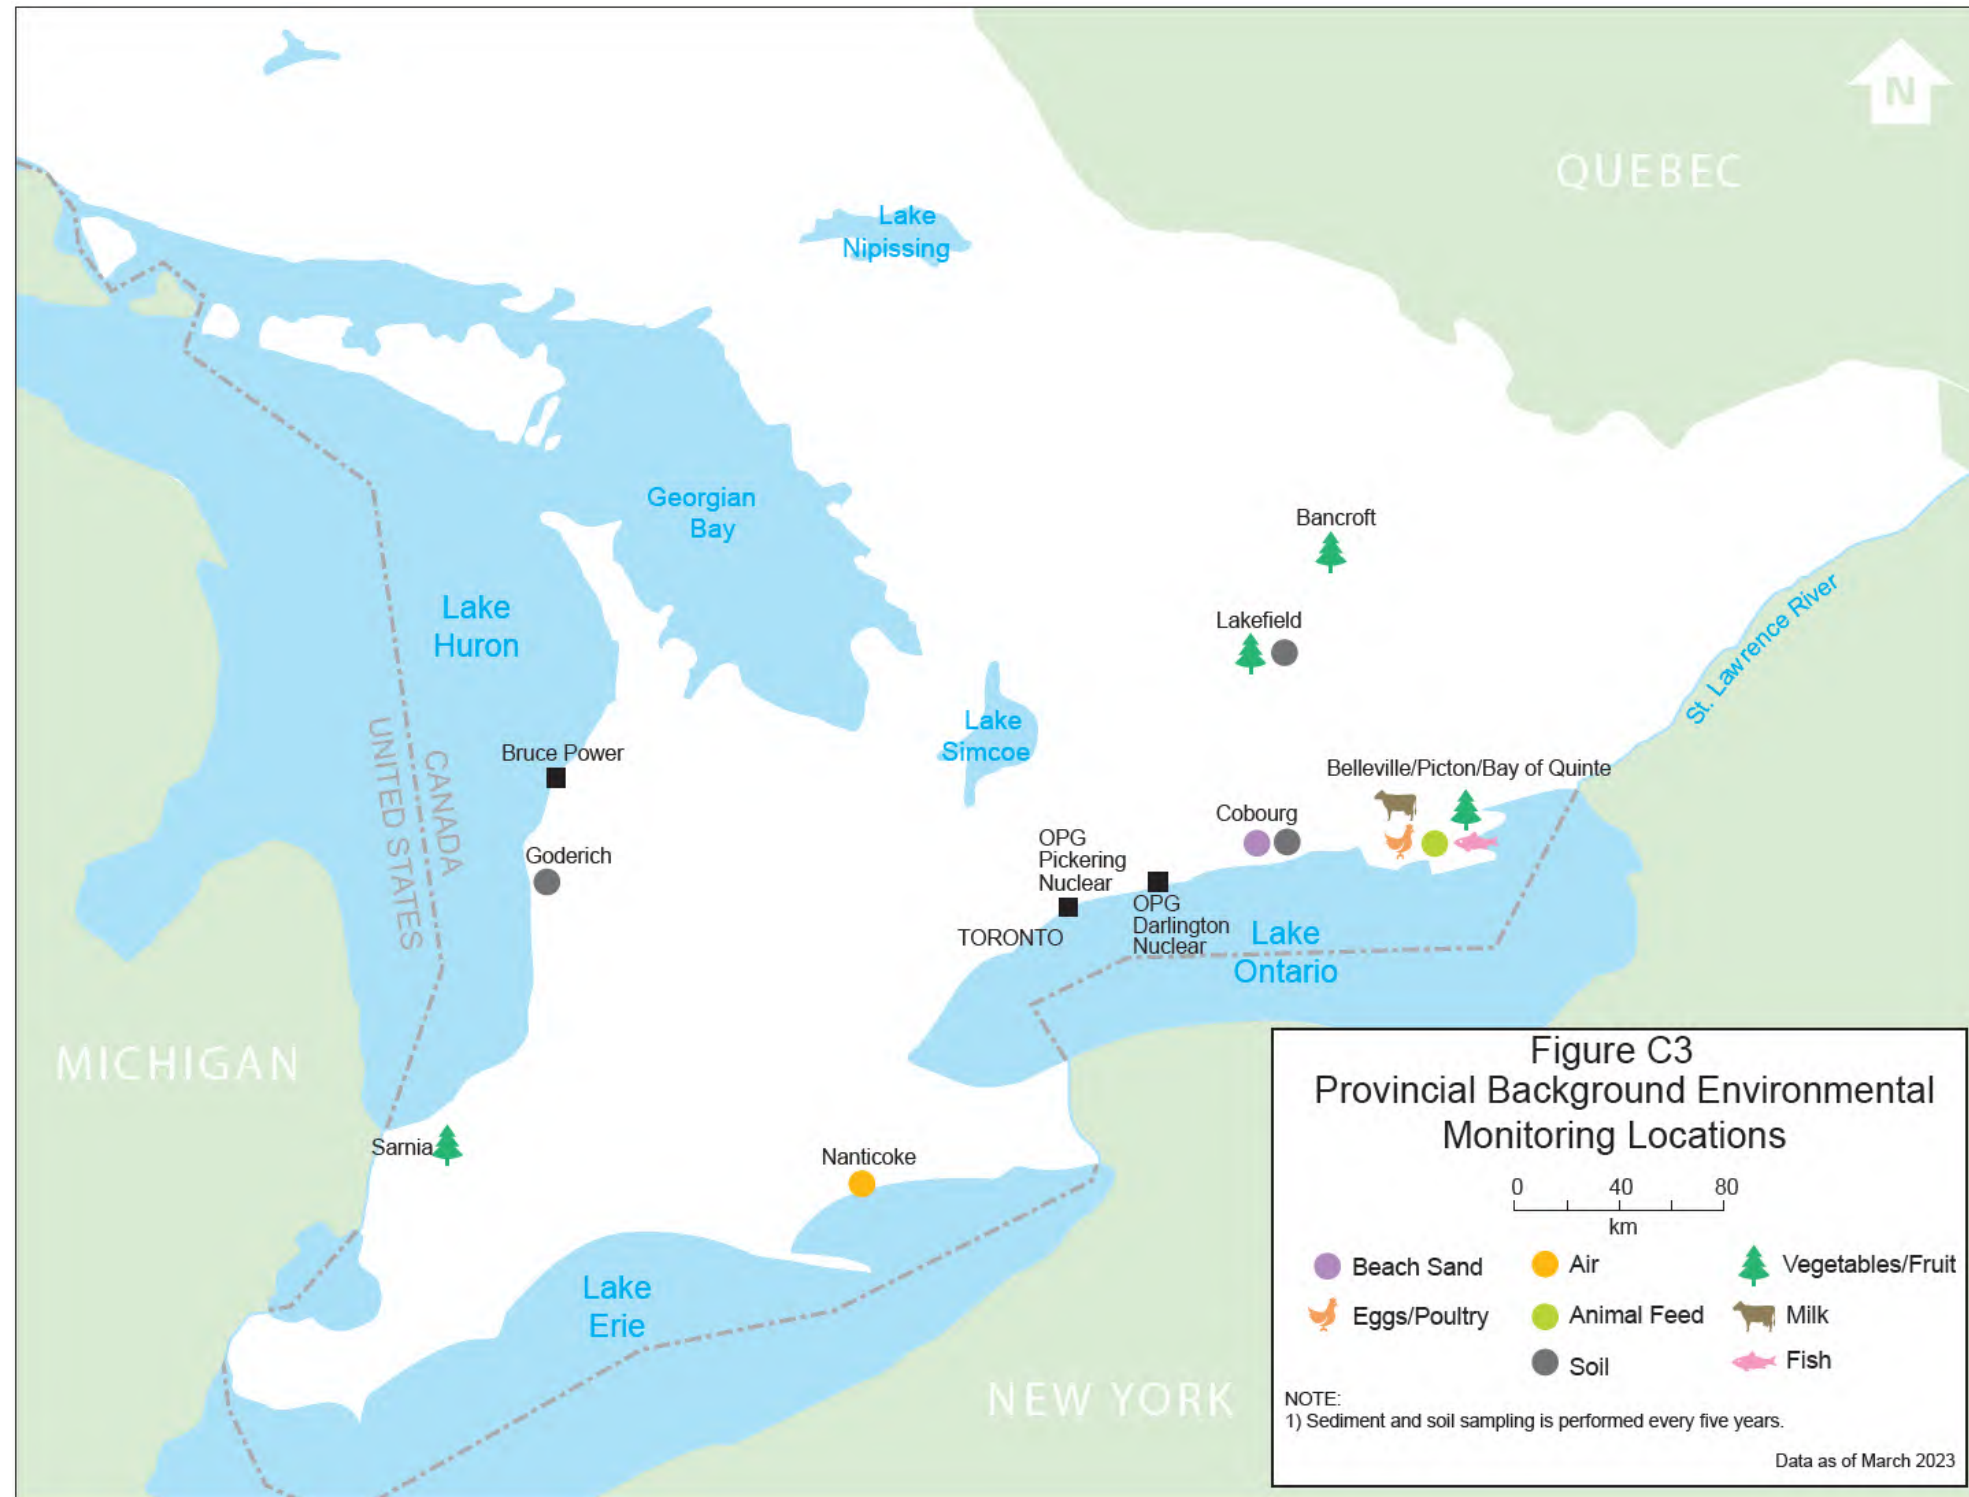 N
QUEBEC
Lake
Nipissing
Georgian
Bay
Bancroft
Lake
Huron
Lakefield
St. Lawrence River
Lake
Simcoe
Bruce Power
CANADA
UNITED STATES
Belleville/Picton/Bay of Quinte
Cobourg
Goderich
OPG
Pickering
Nuclear
TORONTO
OPG
Darlington
Nuclear
Lake
Ontario
MICHIGAN
Sarnia
Nanticoke
Lake
Erie
NEW YORK
Figure C3
Provincial Background Environmental
Monitoring Locations
0 40 80
km
Beach Sand
Air
Vegetables/Fruit
Eggs/Poultry
Animal Feed
Milk
Soil
Fish
NOTE:
1) Sediment and soil sampling is performed every five years.
Data as of March 2023